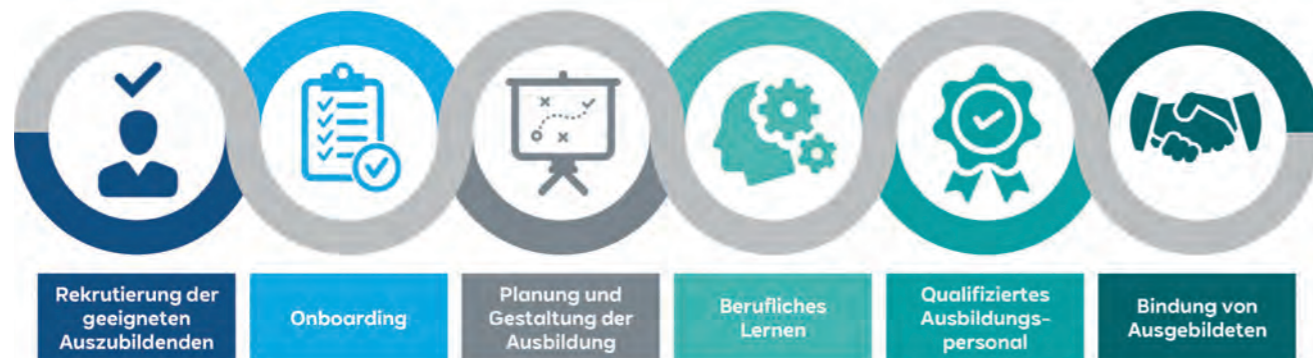 Rekrutierung der
geeigneten
Auszubildenden
Onboarding
Planung und
Gestaltung der
Ausbildung
Berufliches
Lernen
Qualifiziertes
Ausbildungs-
personal
Bindung von
Ausgebildeten